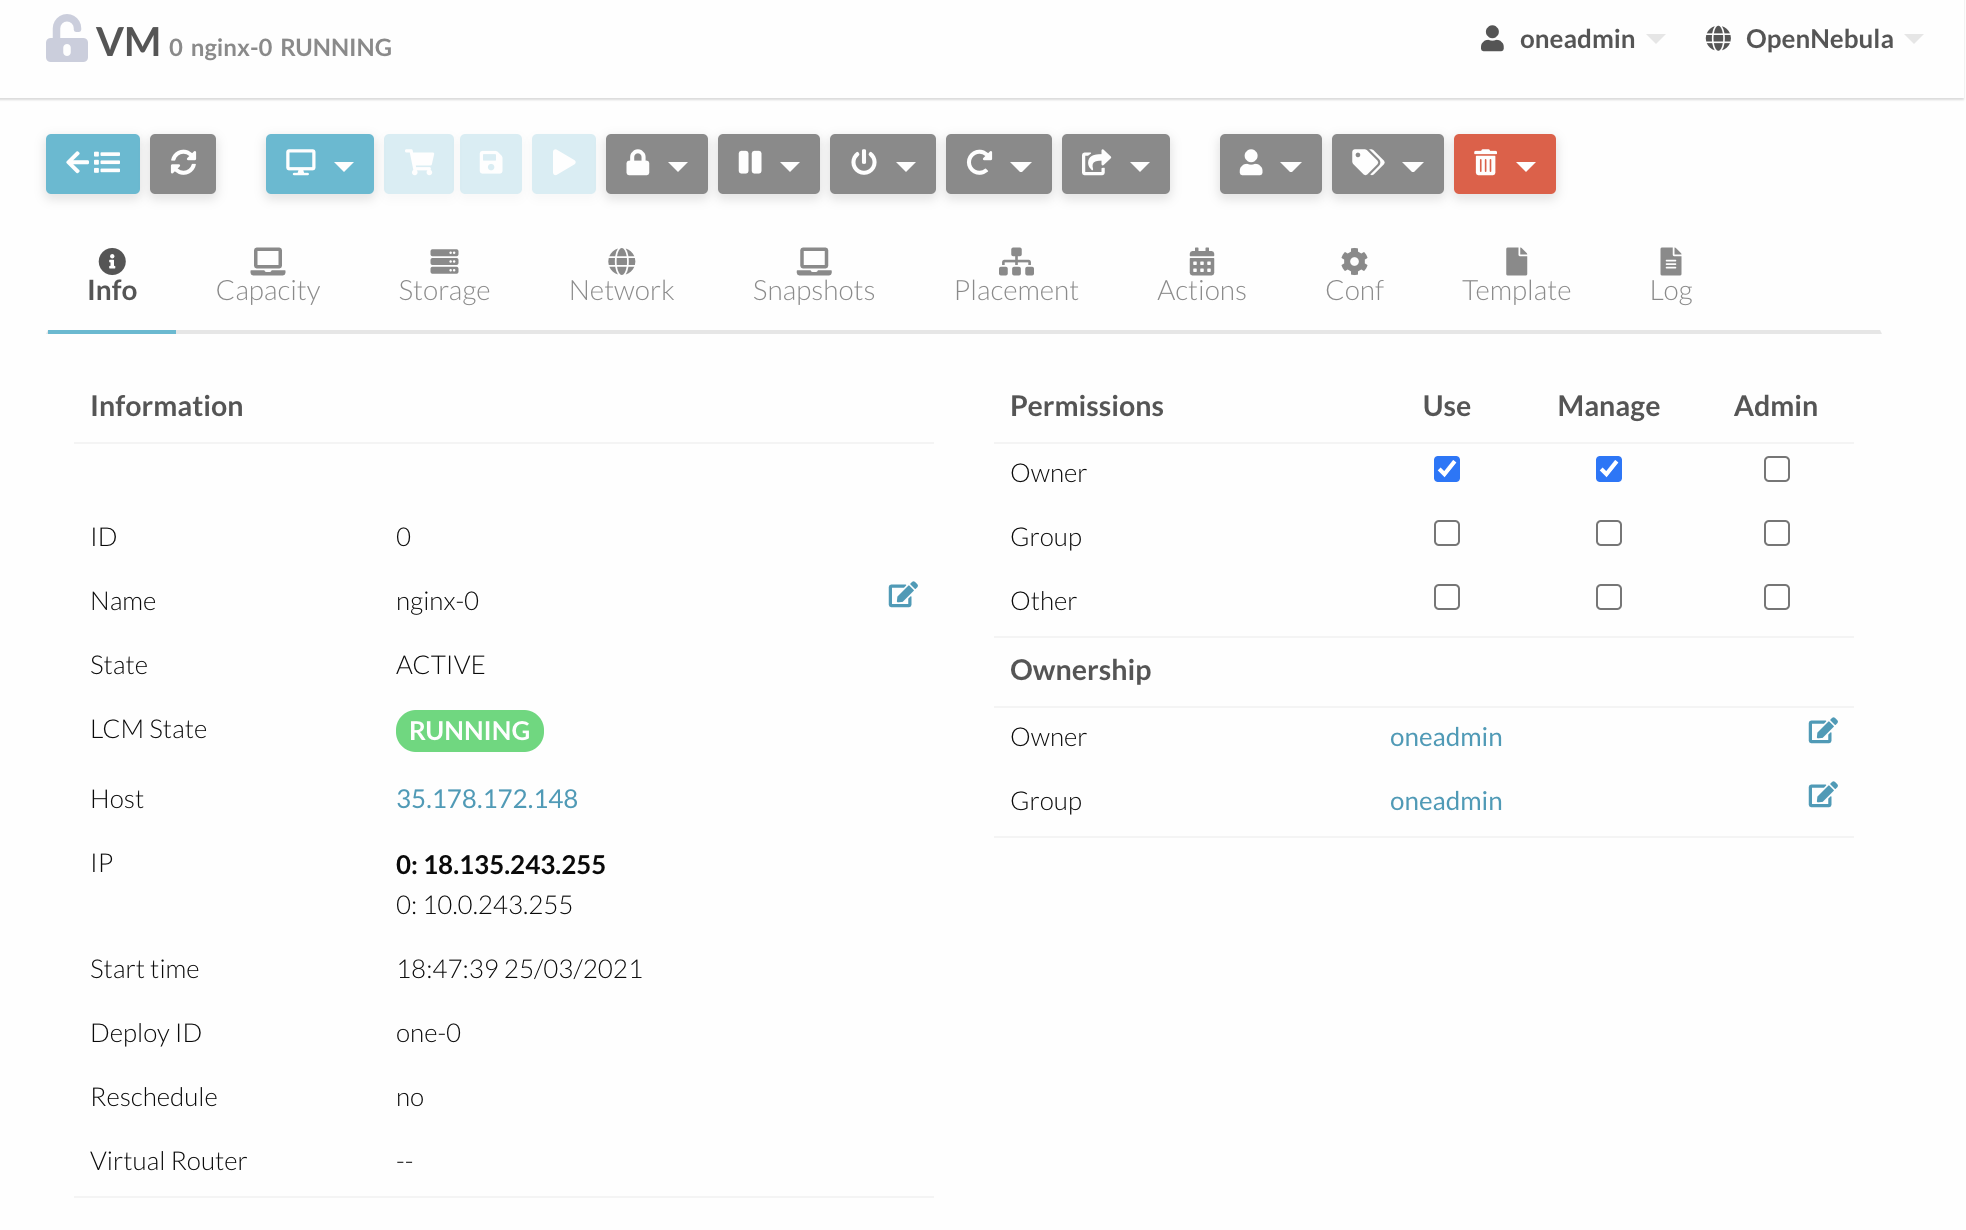 VM 0 nginx-0 RUNNING
oneadmin
OpenNebula
Info
Capacity
Storage
Network
Snapshots
Placement
Actions
Conf
Template
Log
Information
ID 0
Name nginx-0
State ACTIVE
LCM State RUNNING
Host 35.178.172.148
IP 0: 18.135.243.255
0: 10.0.243.255
Start time 18:47:39 25/03/2021
Deploy ID one-0
Reschedule no
Virtual Router --
Permissions Use Manage Admin
Owner
Group
Other
Ownership
Owner oneadmin
Group oneadmin